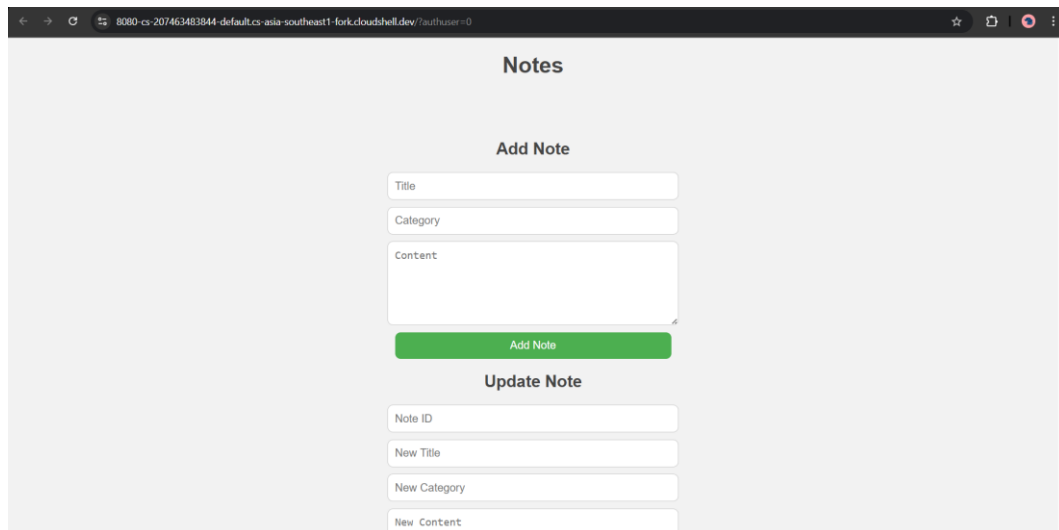 8080-cs-207463483844-default.cs-asia-southeast1-fork.cloudshell.dev/?authuser=0
Notes
Add Note
Title
Category
Content
Add Note
Update Note
Note ID
New Title
New Category
New Content